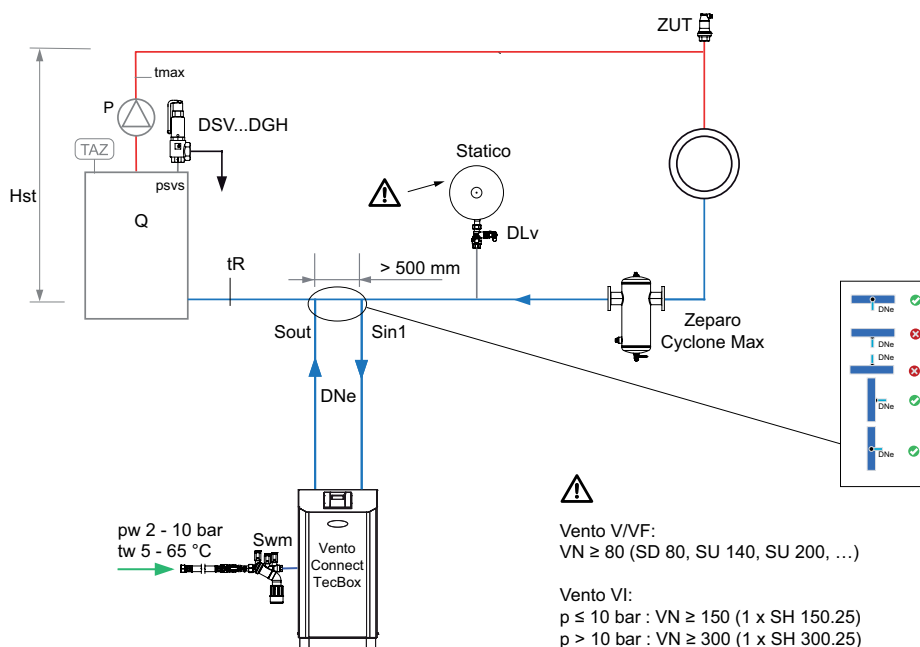 ZUT
tmax
P
DSV...DGH
TAZ
Statico
Hst
psvs
Q
DLv
tR
> 500 mm
Sout
Sin1
Zeparo
Cyclone Max
DNe
DNe
DNe
DNe
DNe
DNe
pw 2 - 10 bar
tw 5 - 65 °C
Swm
Vento
Connect
TecBox
Vento V/VF:
VN ≥ 80 (SD 80, SU 140, SU 200, …)
Vento VI:
p ≤ 10 bar : VN ≥ 150 (1 x SH 150.25)
p > 10 bar : VN ≥ 300 (1 x SH 300.25)